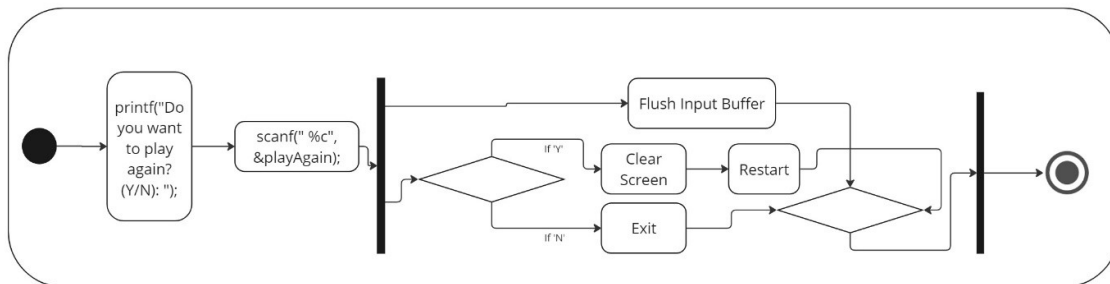 printf("Do
you want
to play
again?
(Y/N): ");
scanf(" %c",
&playAgain);
Flush Input Buffer
If 'Y'
Clear
Screen
Restart
If 'N'
Exit